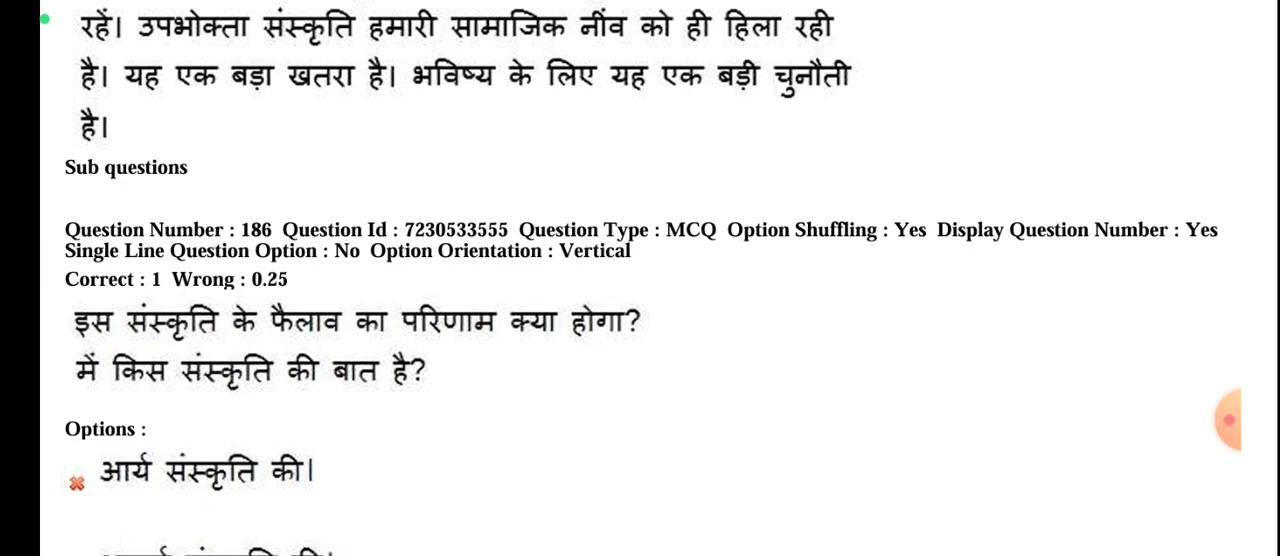 रहें। उपभोक्ता संस्कृति हमारी सामाजिक नींव को ही हिला रही
है। यह एक बड़ा खतरा है। भविष्य के लिए यह एक बड़ी चुनौती
है।
Sub questions
Question Number : 186 Question Id : 7230533555 Question Type : MCQ Option Shuffling : Yes Display Question Number : Yes
Single Line Question Option : No Option Orientation : Vertical
Correct : 1 Wrong : 0.25
इस संस्कृति के फैलाव का परिणाम क्या होगा?
में किस संस्कृति की बात है?
Options :
आर्य संस्कृति की।